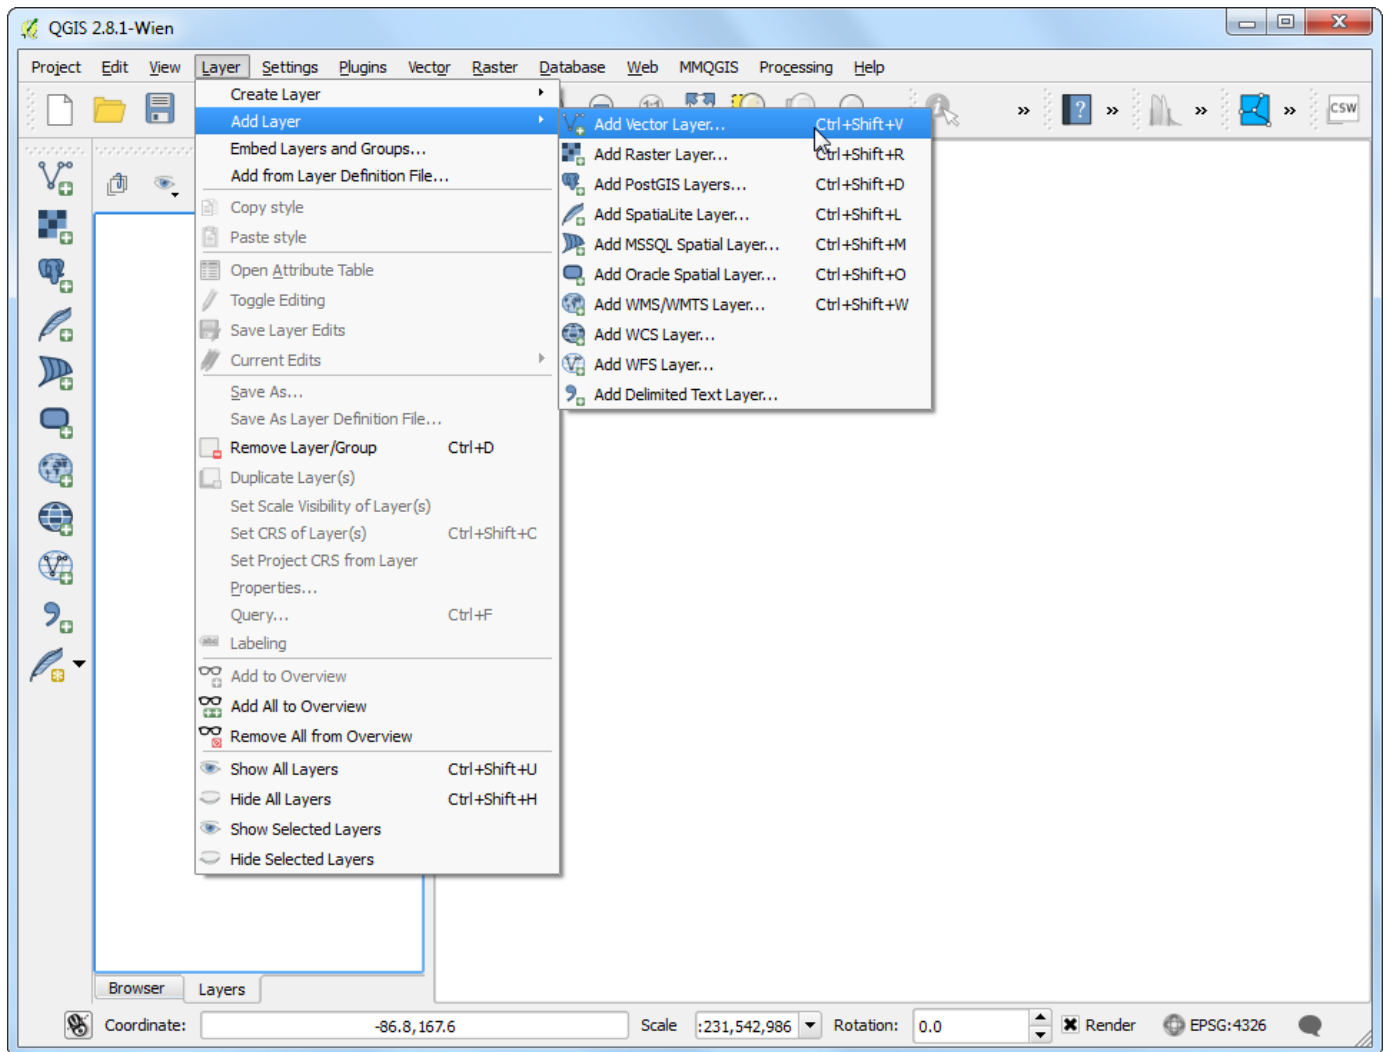 QGIS 2.8.1-Wien
Project Edit View Layer Settings Plugins Vector Raster Database Web MMQGIS Processing Help
Create Layer
Add Layer
Embed Layers and Groups...
Add from Layer Definition File...
Copy style
Paste style
Open Attribute Table
Toggle Editing
Save Layer Edits
Current Edits
Save As...
Save As Layer Definition File...
Remove Layer/Group Ctrl+D
Duplicate Layer(s)
Set Scale Visibility of Layer(s)
Set CRS of Layer(s) Ctrl+Shift+C
Set Project CRS from Layer
Properties...
Query... Ctrl+F
abc Labeling
Add to Overview
Add All to Overview
Remove All from Overview
Show All Layers Ctrl+Shift+U
Hide All Layers Ctrl+Shift+H
Show Selected Layers
Hide Selected Layers
Add Vector Layer... Ctrl+Shift+V
Add Raster Layer... Ctrl+Shift+R
Add PostGIS Layers... Ctrl+Shift+D
Add SpatiaLite Layer... Ctrl+Shift+L
Add MSSQL Spatial Layer... Ctrl+Shift+M
Add Oracle Spatial Layer... Ctrl+Shift+O
Add WMS/WMTS Layer... Ctrl+Shift+W
Add WCS Layer...
Add WFS Layer...
Add Delimited Text Layer...
» ? » » » CSW
Browser Layers
Coordinate: -86.8,167.6 Scale :231,542,986 Rotation: 0.0 Render EPSG:4326